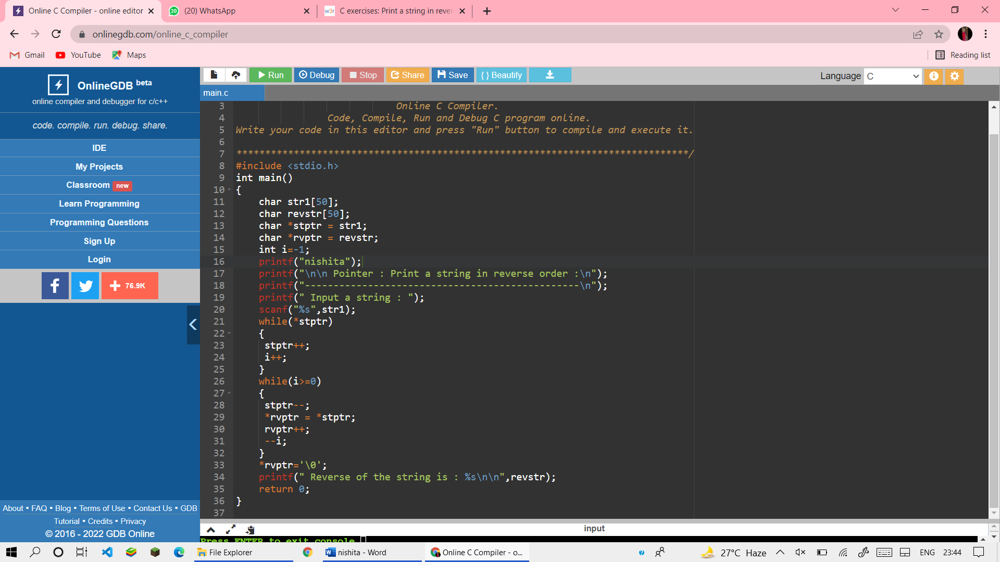 Online C Compiler - online editor
20
(20) WhatsApp
w3r
C exercises: Print a string in rever
onlinegdb.com/online_c_compiler
Gmail
YouTube
Maps
Reading list
OnlineGDB beta
online compiler and debugger for c/c++
code. compile. run. debug. share.
IDE
My Projects
Classroom new
Learn Programming
Programming Questions
Sign Up
Login
f
+ 76.9K
About • FAQ • Blog • Terms of Use • Contact Us • GDB
Tutorial • Credits • Privacy
© 2016 - 2022 GDB Online
Run
Debug
Stop
Share
Save
{ } Beautify
Language C
main.c
3 Online C Compiler.
4 Code, Compile, Run and Debug C program online.
5 Write your code in this editor and press "Run" button to compile and execute it.
6
7 *******************************************************************************/
8 #include <stdio.h>
9 int main()
10 {
11 char str1[50];
12 char revstr[50];
13 char *stptr = str1;
14 char *rvptr = revstr;
15 int i=-1;
16 printf("nishita");
17 printf("\n\n Pointer : Print a string in reverse order :\n");
18 printf("------------------------------------------------\n");
19 printf(" Input a string : ");
20 scanf("%s",str1);
21 while(*stptr)
22 {
23 stptr++;
24 i++;
25 }
26 while(i>=0)
27 {
28 stptr--;
29 *rvptr = *stptr;
30 rvptr++;
31 --i;
32 }
33 *rvptr='\0';
34 printf(" Reverse of the string is : %s\n\n",revstr);
35 return 0;
36 }
37
input
Press ENTER to exit console.
File Explorer
nishita - Word
Online C Compiler - o...
27°C Haze
ENG
23:44